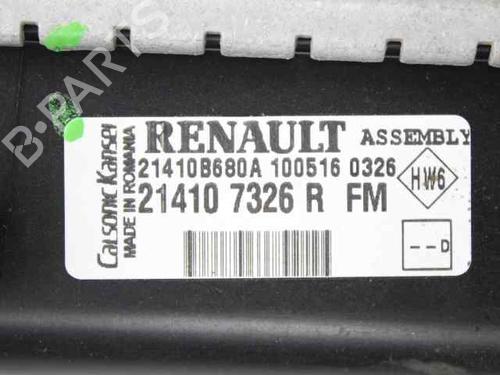 B-PARTS
Calsonic Kansei
MADE IN ROMANIA
RENAULT ASSEMBLY
21410B680A 100516 0326
21410 7326 R FM
HW6
--D